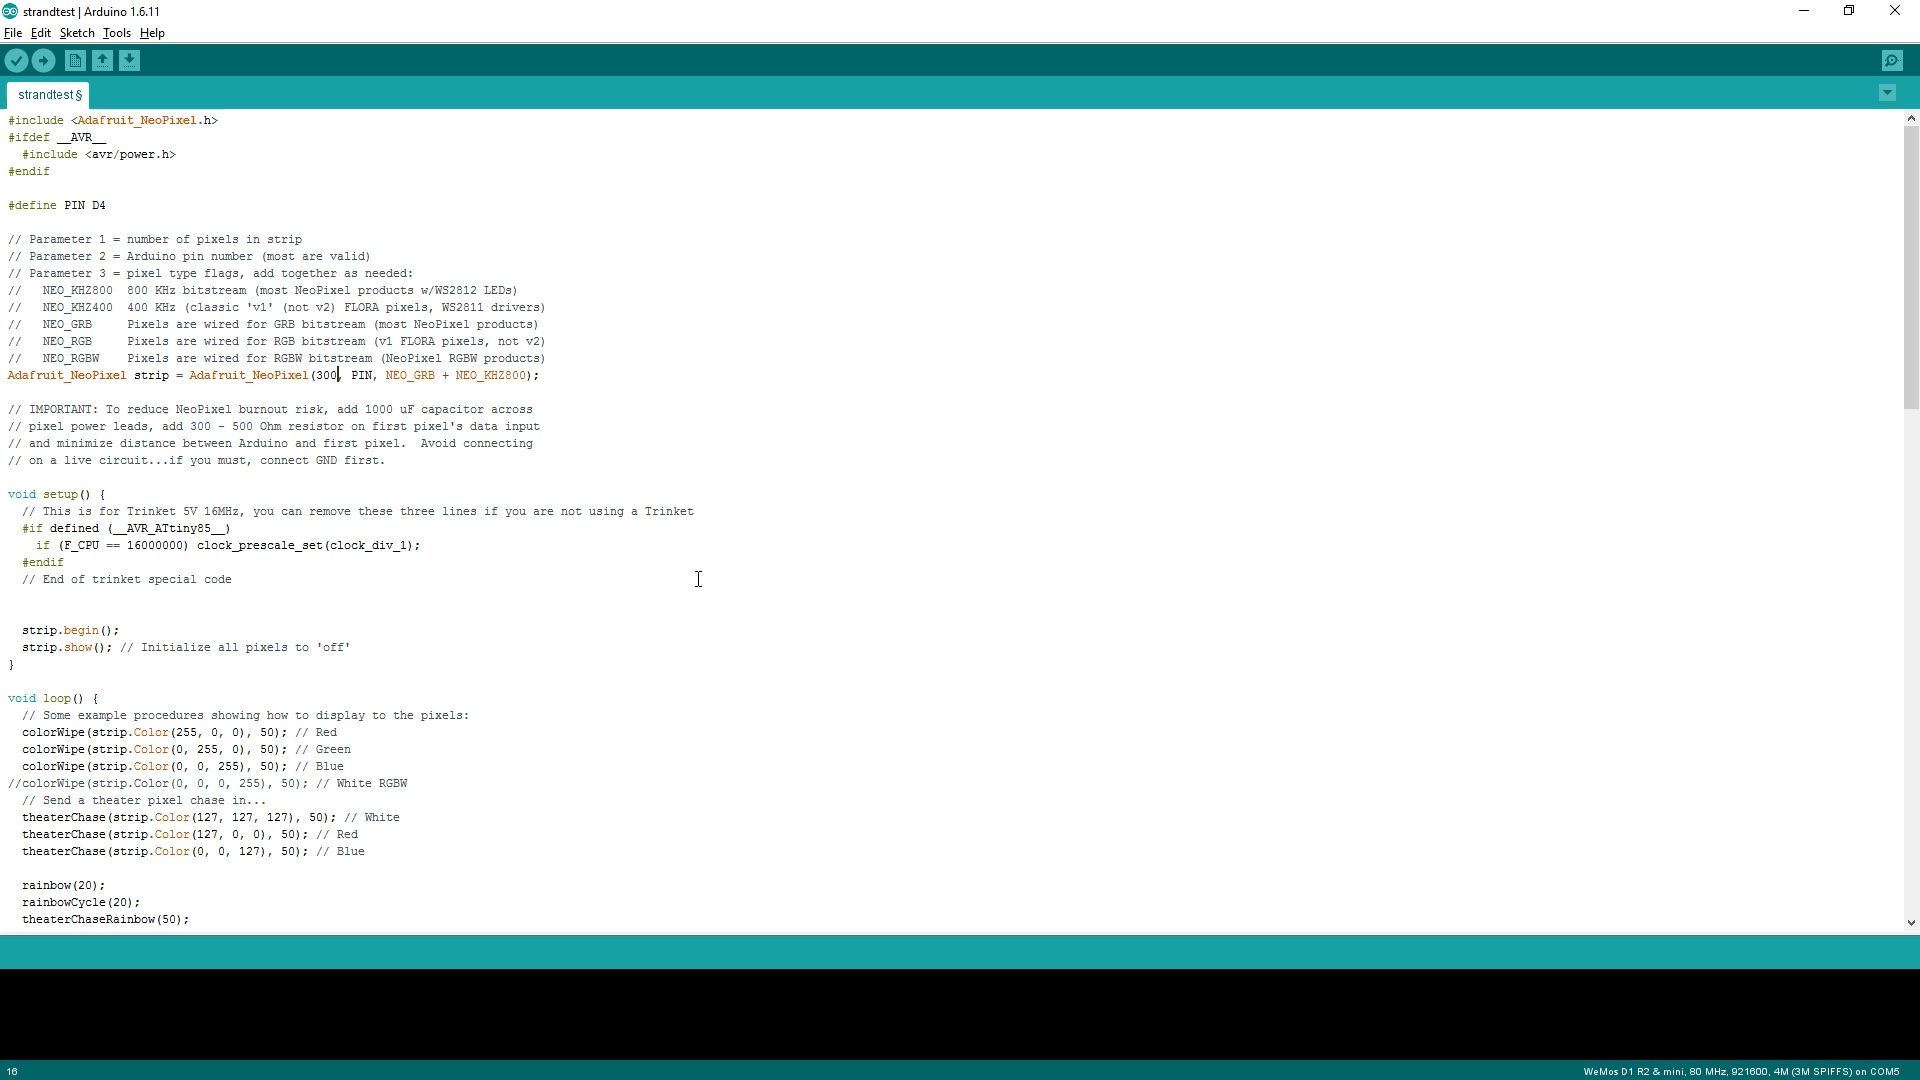 strandtest | Arduino 1.6.11
File Edit Sketch Tools Help
strandtest §
#include <Adafruit_NeoPixel.h>
#ifdef __AVR__
  #include <avr/power.h>
#endif
#define PIN D4
// Parameter 1 = number of pixels in strip
// Parameter 2 = Arduino pin number (most are valid)
// Parameter 3 = pixel type flags, add together as needed:
//   NEO_KHZ800  800 KHz bitstream (most NeoPixel products w/WS2812 LEDs)
//   NEO_KHZ400  400 KHz (classic 'v1' (not v2) FLORA pixels, WS2811 drivers)
//   NEO_GRB     Pixels are wired for GRB bitstream (most NeoPixel products)
//   NEO_RGB     Pixels are wired for RGB bitstream (v1 FLORA pixels, not v2)
//   NEO_RGBW    Pixels are wired for RGBW bitstream (NeoPixel RGBW products)
Adafruit_NeoPixel strip = Adafruit_NeoPixel(300, PIN, NEO_GRB + NEO_KHZ800);
// IMPORTANT: To reduce NeoPixel burnout risk, add 1000 uF capacitor across
// pixel power leads, add 300 - 500 Ohm resistor on first pixel's data input
// and minimize distance between Arduino and first pixel.  Avoid connecting
// on a live circuit...if you must, connect GND first.
void setup() {
  // This is for Trinket 5V 16MHz, you can remove these three lines if you are not using a Trinket
  #if defined (__AVR_ATtiny85__)
    if (F_CPU == 16000000) clock_prescale_set(clock_div_1);
  #endif
  // End of trinket special code
  strip.begin();
  strip.show(); // Initialize all pixels to 'off'
}
void loop() {
  // Some example procedures showing how to display to the pixels:
  colorWipe(strip.Color(255, 0, 0), 50); // Red
  colorWipe(strip.Color(0, 255, 0), 50); // Green
  colorWipe(strip.Color(0, 0, 255), 50); // Blue
//colorWipe(strip.Color(0, 0, 0, 255), 50); // White RGBW
  // Send a theater pixel chase in...
  theaterChase(strip.Color(127, 127, 127), 50); // White
  theaterChase(strip.Color(127, 0, 0), 50); // Red
  theaterChase(strip.Color(0, 0, 127), 50); // Blue
  rainbow(20);
  rainbowCycle(20);
  theaterChaseRainbow(50);
16 WeMos D1 R2 & mini, 80 MHz, 921600, 4M (3M SPIFFS) on COM5